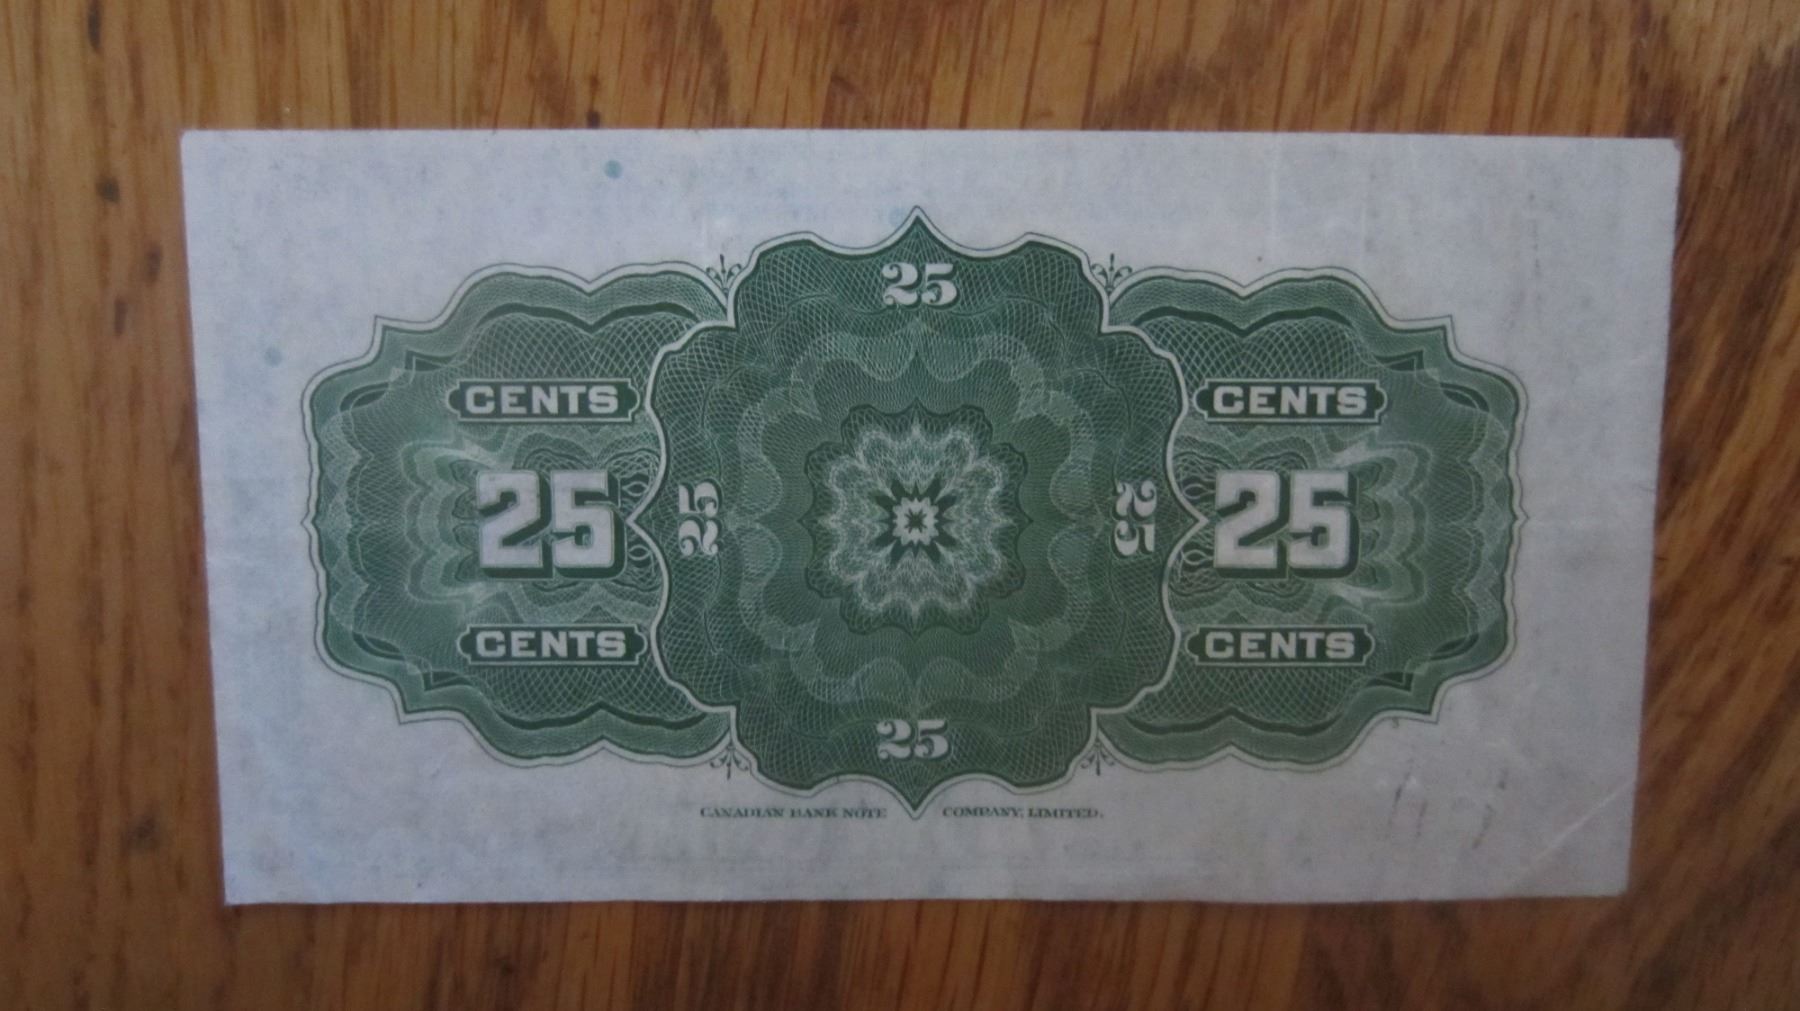 25
CENTS CENTS
25 25 25 25
CENTS CENTS
25
CANADIAN BANK NOTE COMPANY, LIMITED.